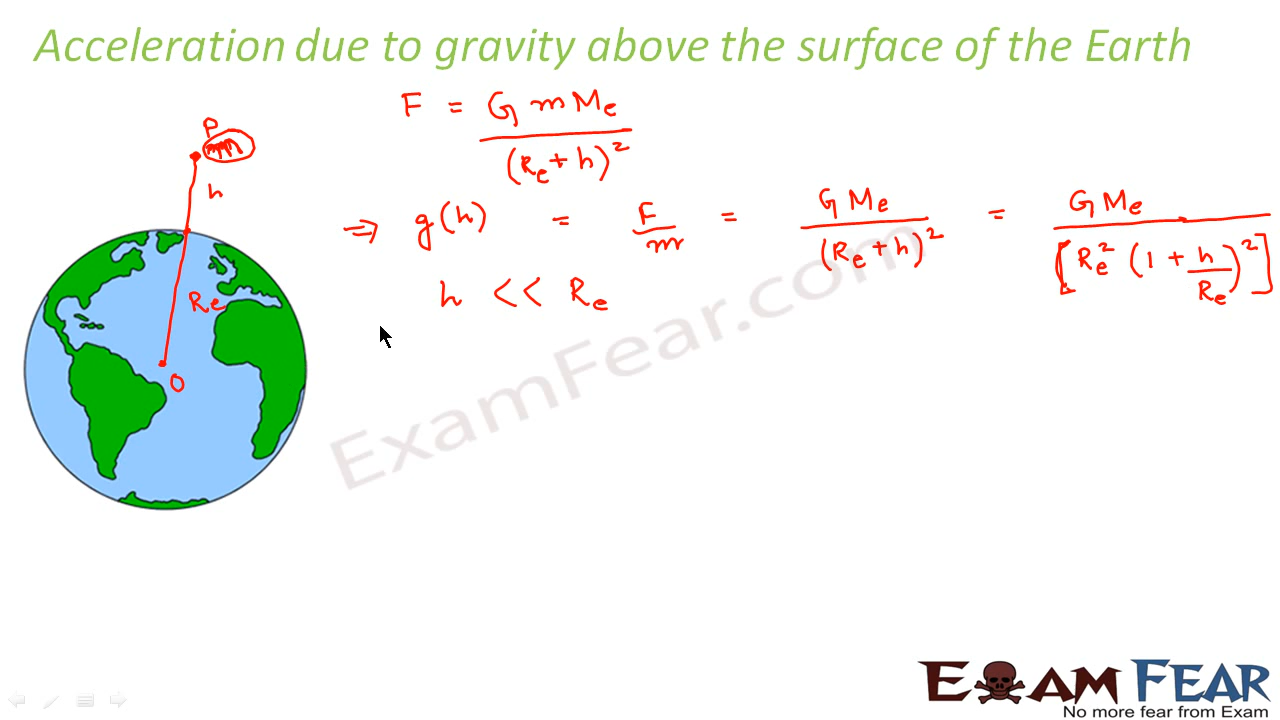 Acceleration due to gravity above the surface of the Earth
F = G m Me / (Re + h)²
P
m
h
⇒ g(h) = F/m = G Me / (Re + h)² = G Me / [Re² (1 + h/Re)²]
h << Re
Re
O
ExamFear.com
EXAM FEAR
No more fear from Exam